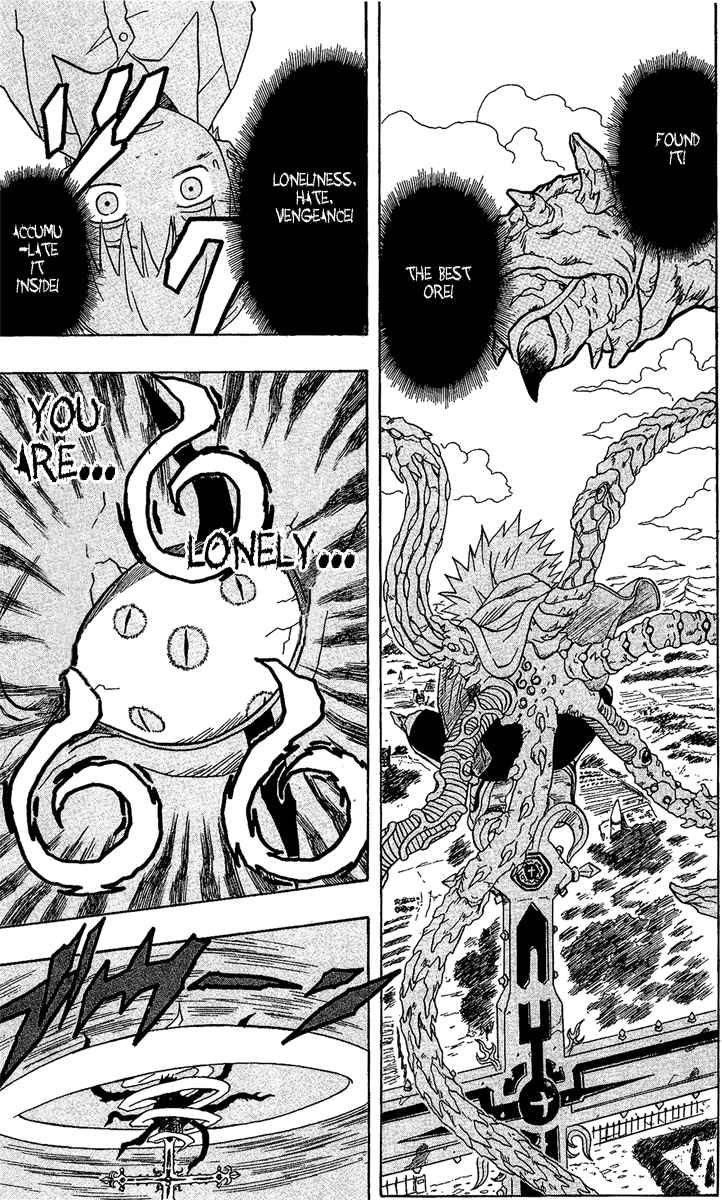 FOUND
IT!
THE BEST
ORE!
LONELINESS,
HATE,
VENGEANCE!
ACCUMU
-LATE
IT
INSIDE!
YOU
ARE...
LONELY...